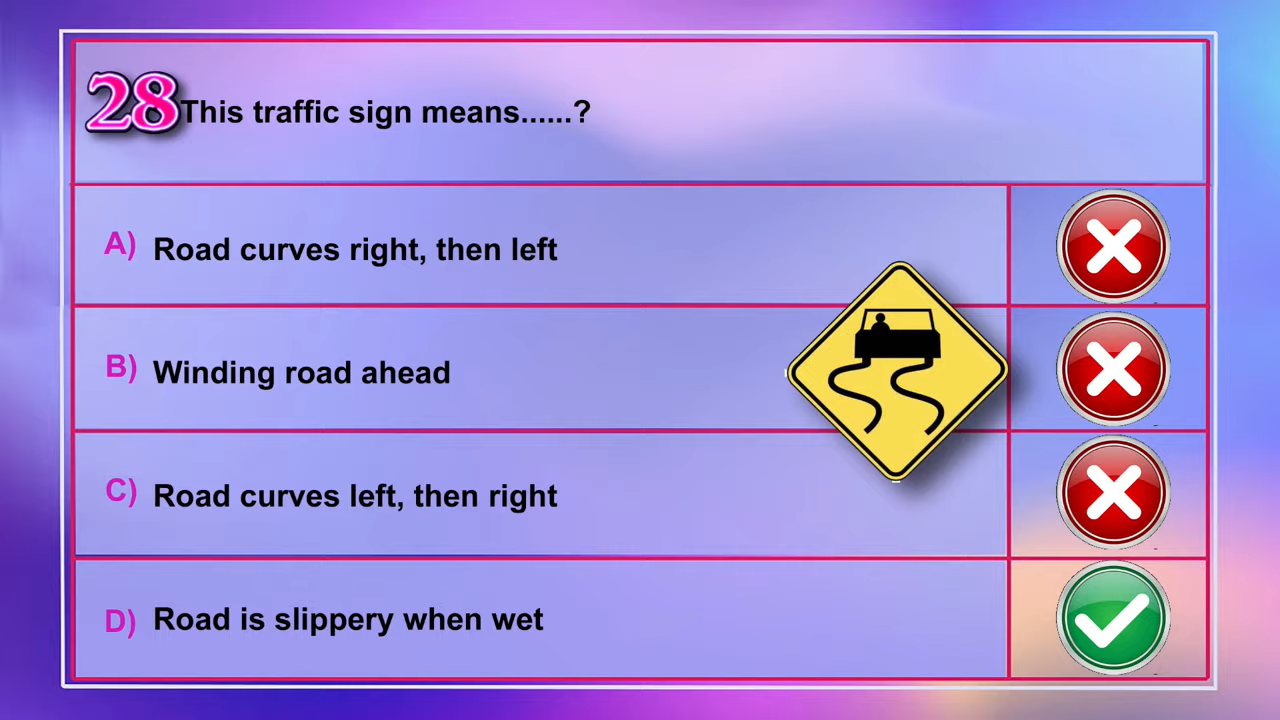 28 This traffic sign means......?
A) Road curves right, then left
B) Winding road ahead
C) Road curves left, then right
D) Road is slippery when wet